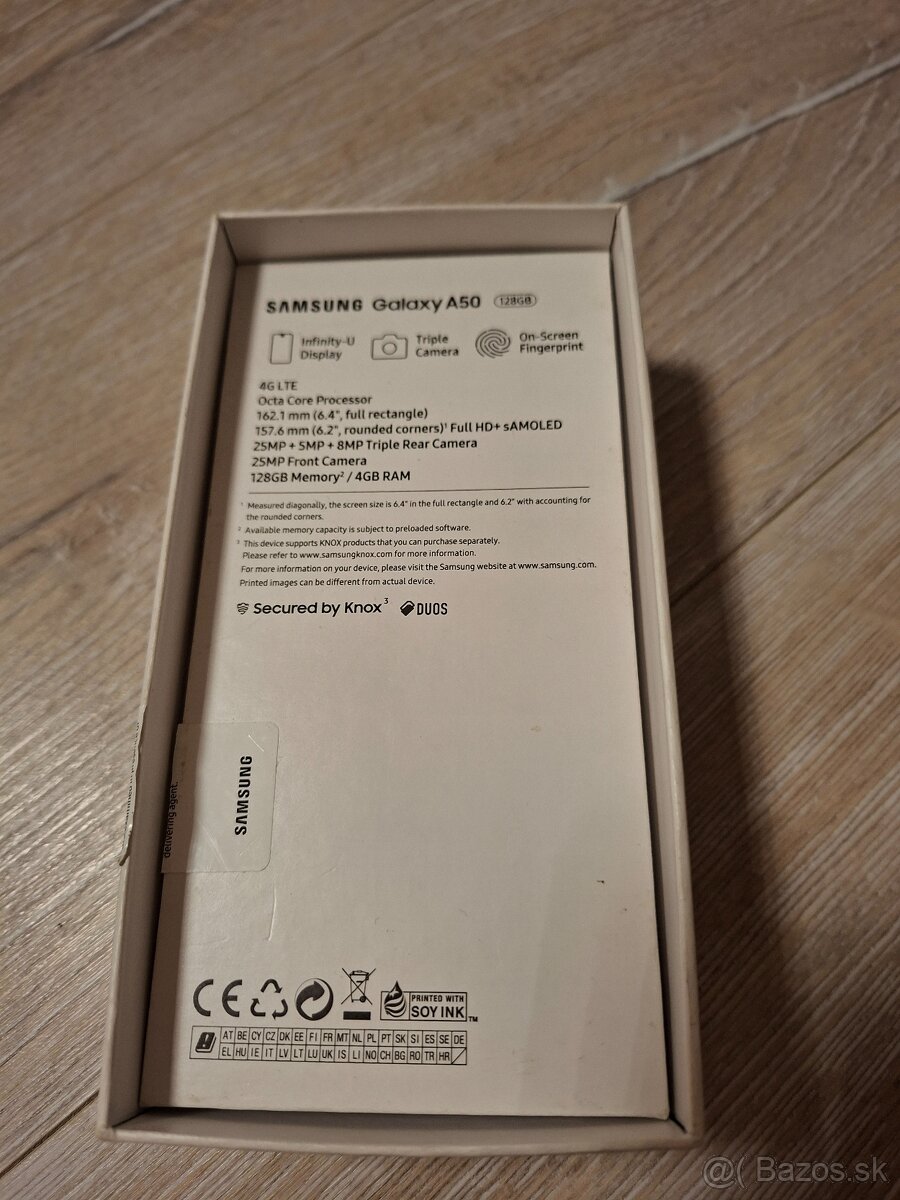 SAMSUNG Galaxy A50 128GB
Infinity-U Display
Triple Camera
On-Screen Fingerprint
4G LTE
Octa Core Processor
162.1 mm (6.4", full rectangle)
157.6 mm (6.2", rounded corners)¹ Full HD+ sAMOLED
25MP + 5MP + 8MP Triple Rear Camera
25MP Front Camera
128GB Memory² / 4GB RAM
¹ Measured diagonally, the screen size is 6.4" in the full rectangle and 6.2" with accounting for
the rounded corners.
² Available memory capacity is subject to preloaded software.
³ This device supports KNOX products that you can purchase separately.
Please refer to www.samsungknox.com for more information.
For more information on your device, please visit the Samsung website at www.samsung.com.
Printed images can be different from actual device.
Secured by Knox³ DUOS
delivering agent.
SAMSUNG
CE
PRINTED WITH
SOY INK™
AT BE CY CZ DK EE FI FR MT NL PL PT SK SI ES SE DE
EL HU IE IT LV LT LU UK IS LI NO CH BG RO TR HR
@( Bazos.sk